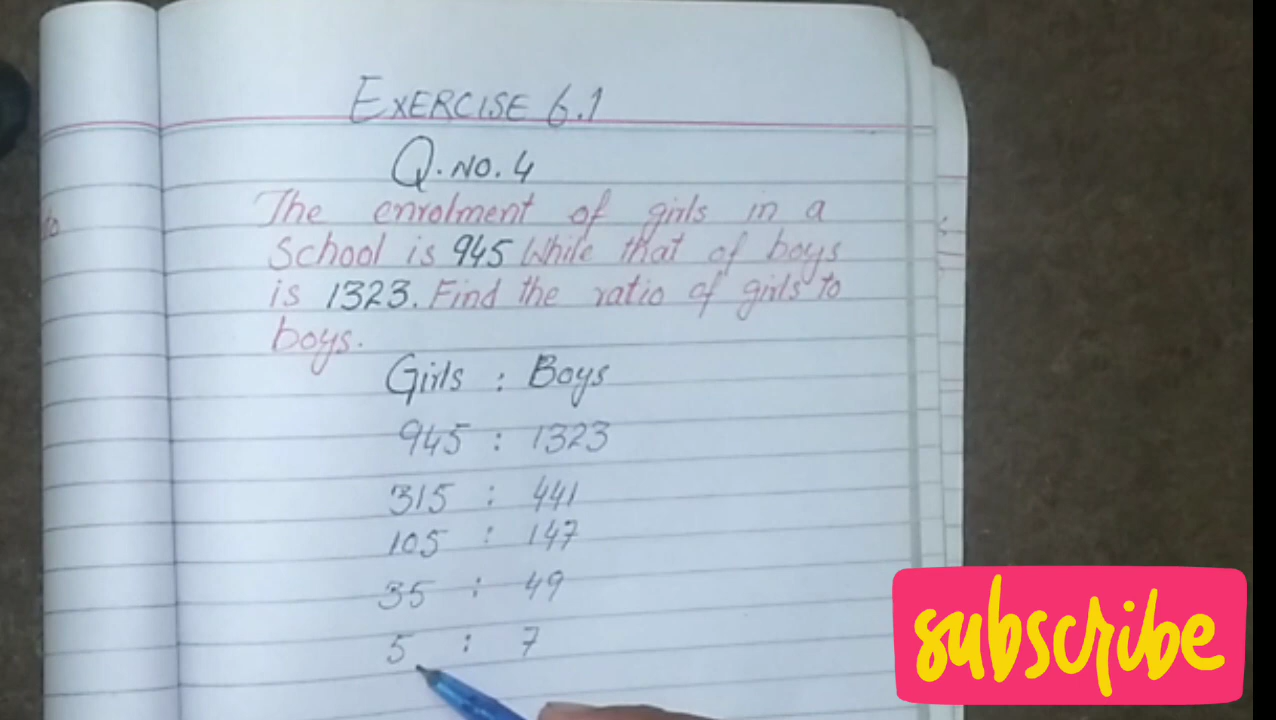 EXERCISE 6.1
Q.NO.4
The enrolment of girls in a
School is 945 While that of boys
is 1323. Find the ratio of girls to
boys.
Girls : Boys
945 : 1323
315 : 441
105 : 147
35 : 49
5 : 7
subscribe